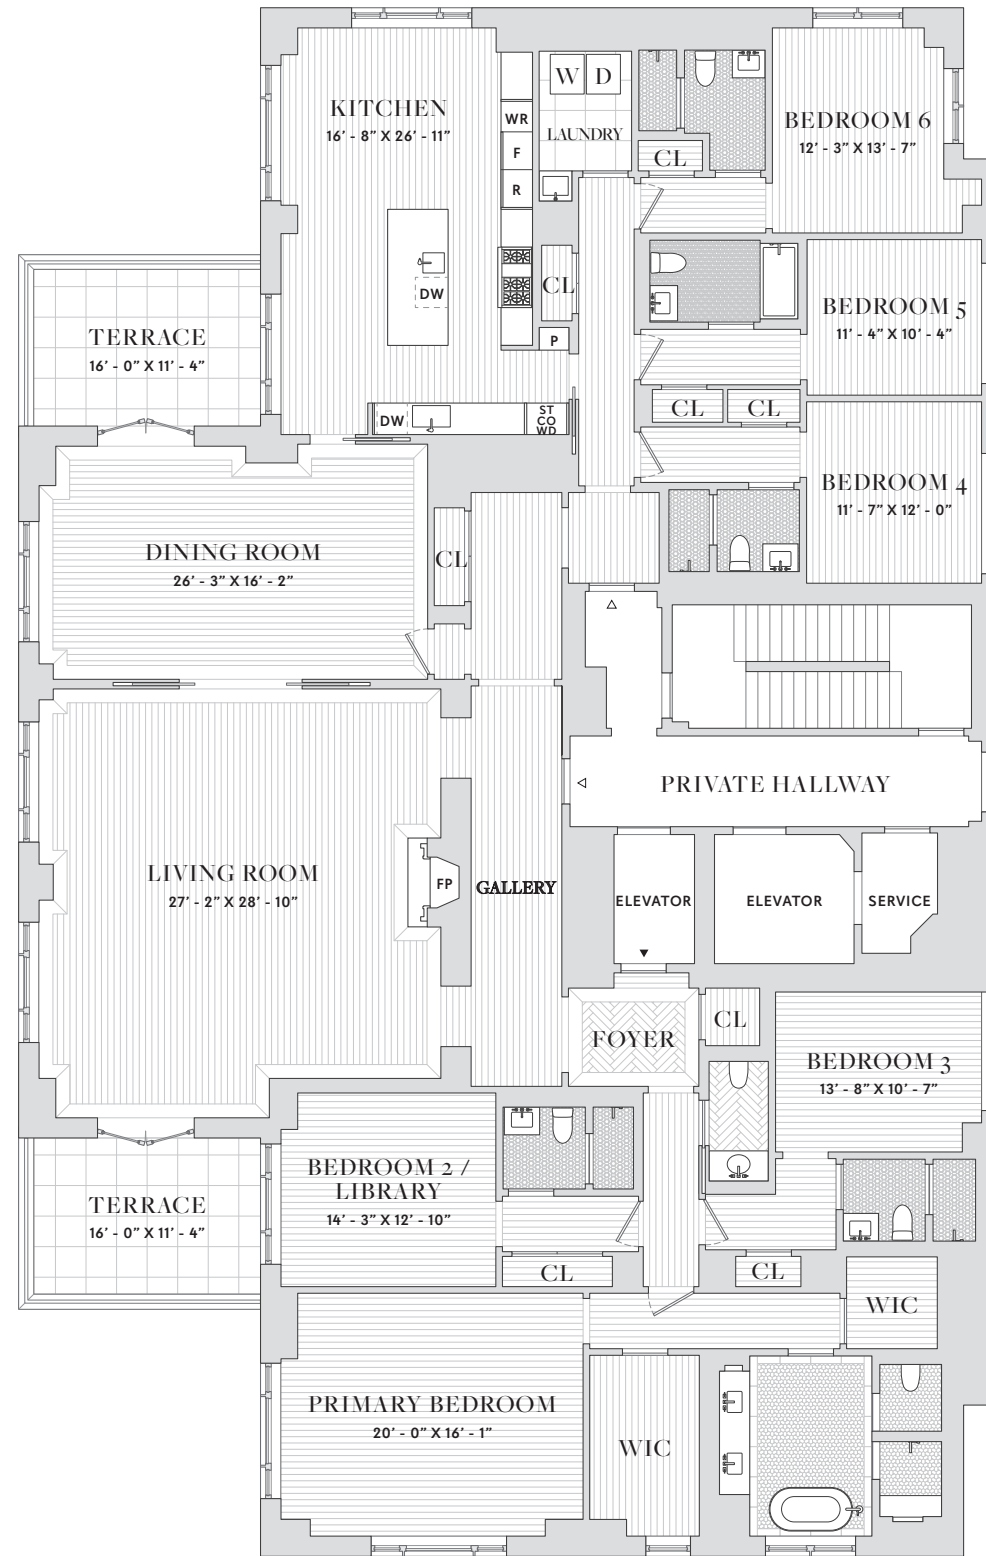 W D
KITCHEN
16' - 8" X 26' - 11"
WR
F
R
LAUNDRY
CL
BEDROOM 6
12' - 3" X 13' - 7"
DW
CL
P
BEDROOM 5
11' - 4" X 10' - 4"
TERRACE
16' - 0" X 11' - 4"
CL
CL
DW
ST
CO
WD
BEDROOM 4
11' - 7" X 12' - 0"
DINING ROOM
26' - 3" X 16' - 2"
CL
PRIVATE HALLWAY
LIVING ROOM
27' - 2" X 28' - 10"
FP
GALLERY
ELEVATOR
ELEVATOR
SERVICE
FOYER
CL
BEDROOM 3
13' - 8" X 10' - 7"
BEDROOM 2 /
LIBRARY
14' - 3" X 12' - 10"
TERRACE
16' - 0" X 11' - 4"
CL
CL
WIC
PRIMARY BEDROOM
20' - 0" X 16' - 1"
WIC